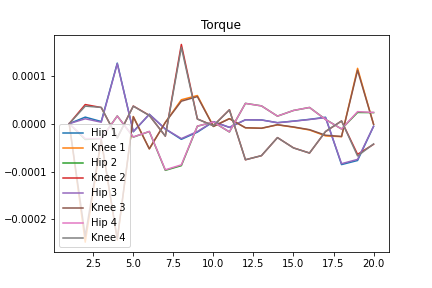 Torque
0.0001
0.0000
−0.0001
−0.0002
Hip 1
Knee 1
Hip 2
Knee 2
Hip 3
Knee 3
Hip 4
Knee 4
2.5 5.0 7.5 10.0 12.5 15.0 17.5 20.0